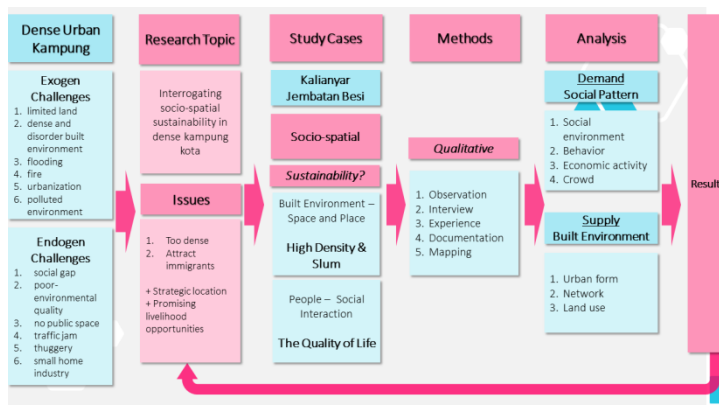 Dense Urban
Kampung
Exogen
Challenges
1. limited land
2. dense and
disorder built
environment
3. flooding
4. fire
5. urbanization
6. polluted
environment
Endogen
Challenges
1. social gap
2. poor-
environmental
quality
3. no public space
4. traffic jam
5. thuggery
6. small home
industry
Research Topic
Interrogating
socio-spatial
sustainability in
dense kampung
kota
Issues
1. Too dense
2. Attract
immigrants
+ Strategic location
+ Promising
livelihood
opportunities
Study Cases
Kalianyar
Jembatan Besi
Socio-spatial
Sustainability?
Built Environment –
Space and Place
High Density &
Slum
People – Social
Interaction
The Quality of Life
Methods
Qualitative
1. Observation
2. Interview
3. Experience
4. Documentation
5. Mapping
Analysis
Demand
Social Pattern
1. Social
environment
2. Behavior
3. Economic activity
4. Crowd
Supply
Built Environment
1. Urban form
2. Network
3. Land use
Result